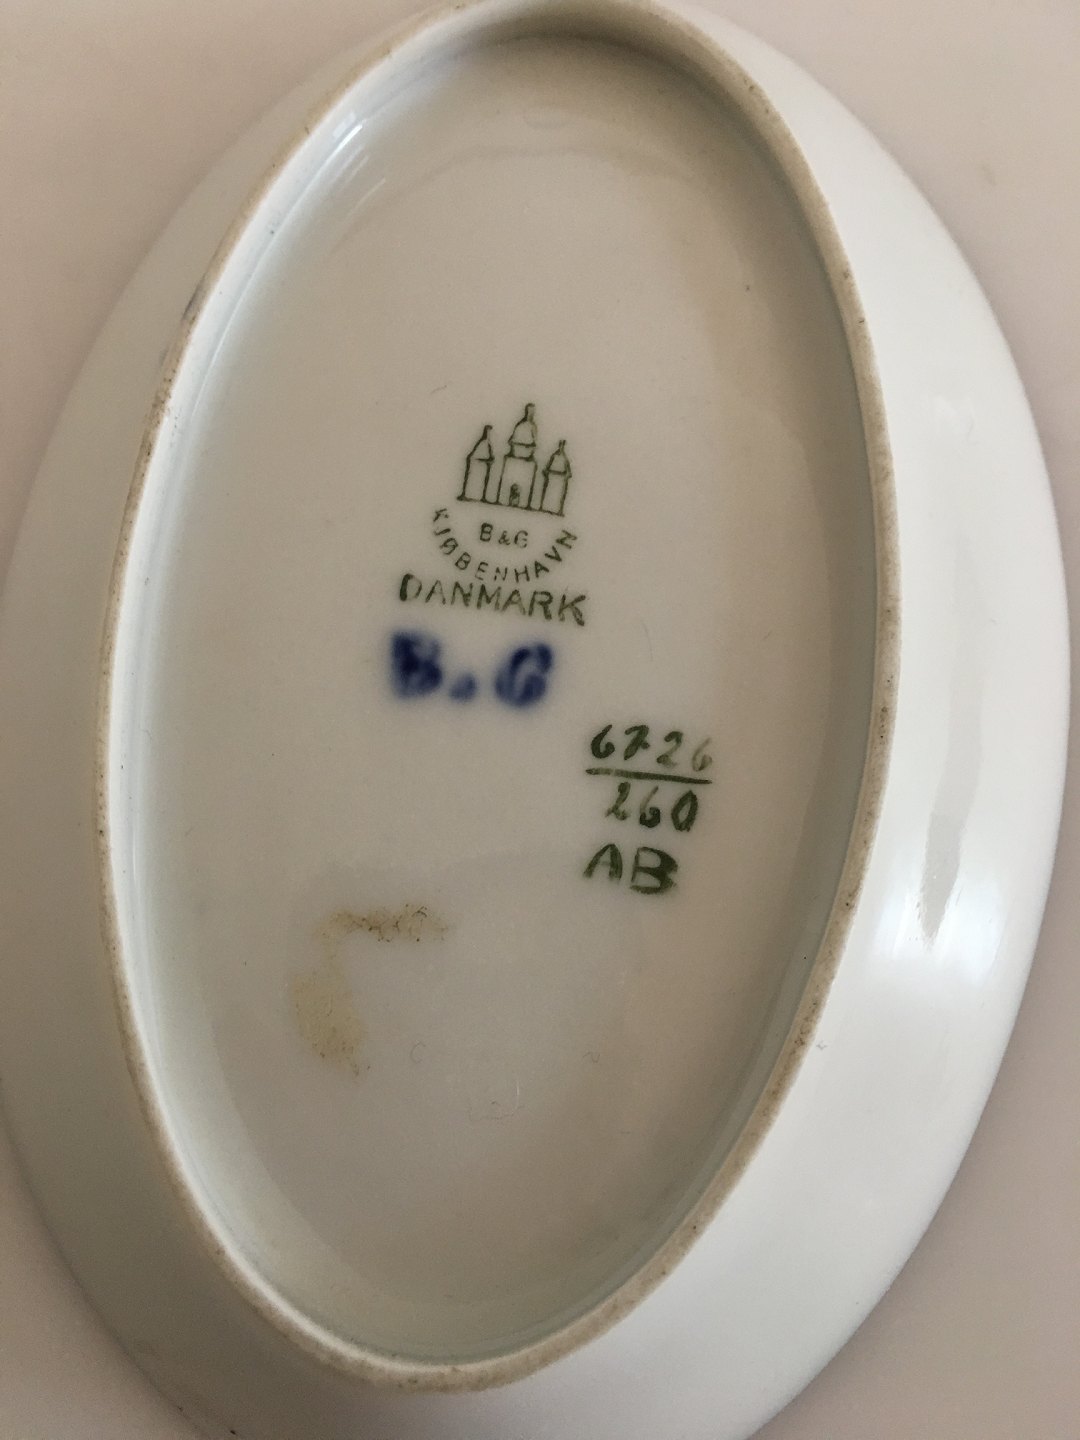 B&G
KJØBENHAVN
DANMARK
B.G
6726
260
AB